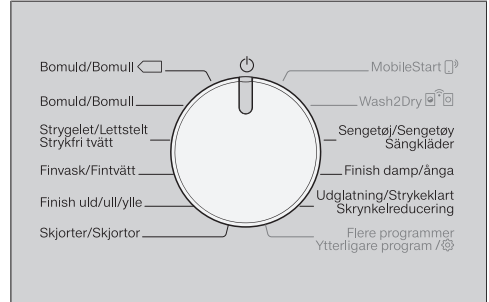 Bomuld/Bomull
Bomuld/Bomull
Strygelet/Lettstelt
Strykfri tvätt
Finvask/Fintvätt
Finish uld/ull/ylle
Skjorter/Skjortor
MobileStart
Wash2Dry
Sengetøj/Sengetøy
Sängkläder
Finish damp/ånga
Udglatning/Strykeklart
Skrynkelreducering
Flere programmer
Ytterligare program /